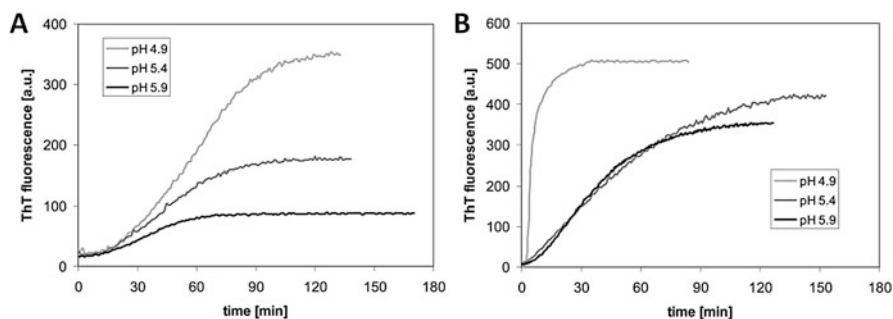 A
400
300
200
100
0
ThT fluorescence [a.u.]
pH 4.9
pH 5.4
pH 5.9
0 30 60 90 120 150 180
time [min]
B
600
500
400
300
200
100
0
ThT fluorescence [a.u.]
pH 4.9
pH 5.4
pH 5.9
0 30 60 90 120 150 180
time [min]